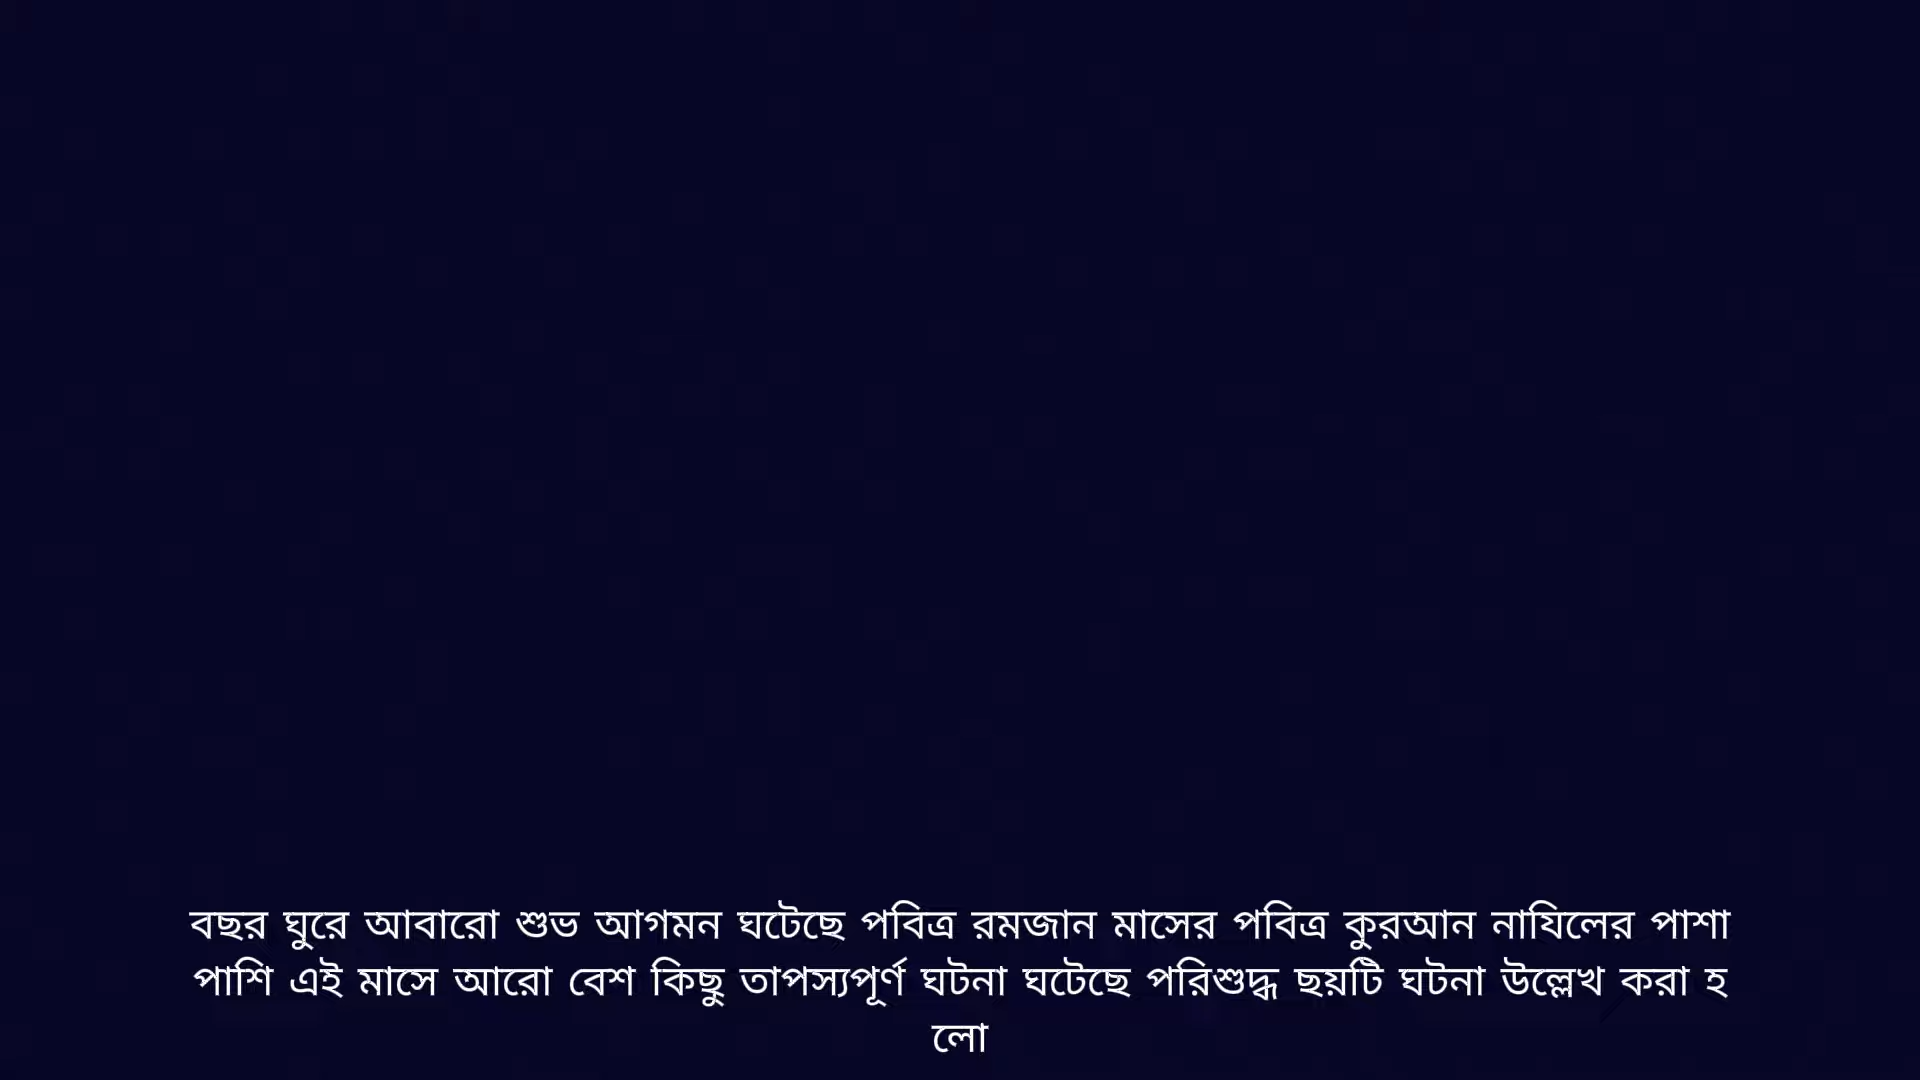 বছর ঘুরে আবারো শুভ আগমন ঘটেছে পবিত্র রমজান মাসের পবিত্র কুরআন নাযিলের পাশা
পাশি এই মাসে আরো বেশ কিছু তাপস্যপূর্ণ ঘটনা ঘটেছে পরিশুদ্ধ ছয়টি ঘটনা উল্লেখ করা হ
লো